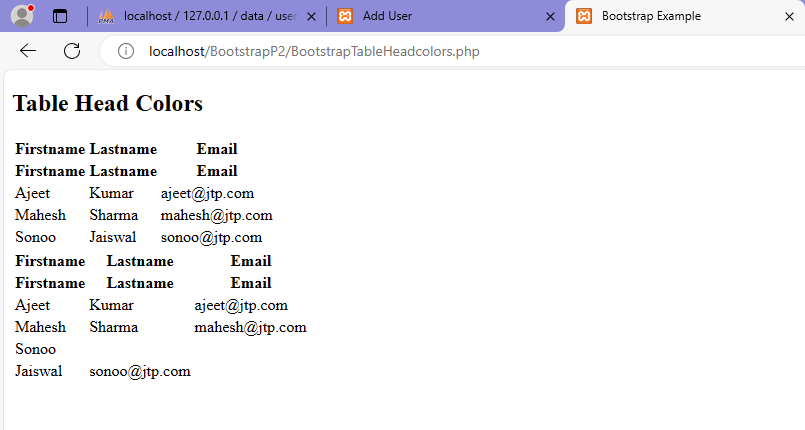 localhost / 127.0.0.1 / data / user
Add User
Bootstrap Example
localhost/BootstrapP2/BootstrapTableHeadcolors.php
Table Head Colors
Firstname Lastname Email
Firstname Lastname Email
Ajeet Kumar ajeet@jtp.com
Mahesh Sharma mahesh@jtp.com
Sonoo Jaiswal sonoo@jtp.com
Firstname Lastname Email
Firstname Lastname Email
Ajeet Kumar ajeet@jtp.com
Mahesh Sharma mahesh@jtp.com
Sonoo
Jaiswal sonoo@jtp.com